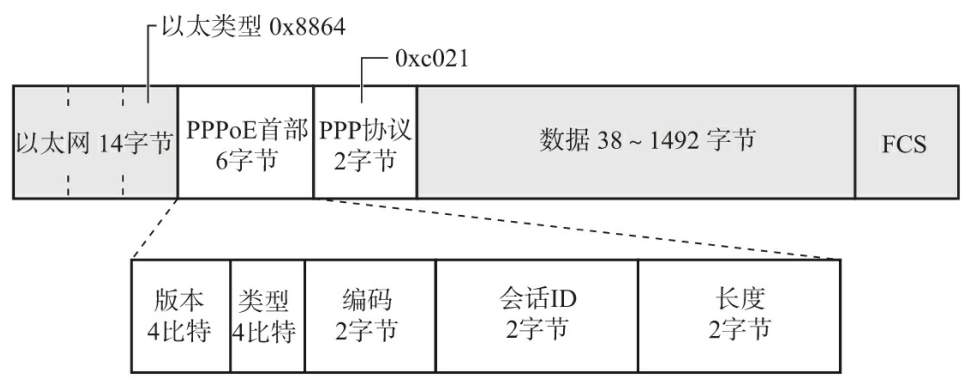 以太类型 0x8864
0xc021
以太网 14字节
PPPoE首部
6字节
PPP协议
2字节
数据 38 ~ 1492 字节
FCS
版本
4比特
类型
4比特
编码
2字节
会话ID
2字节
长度
2字节